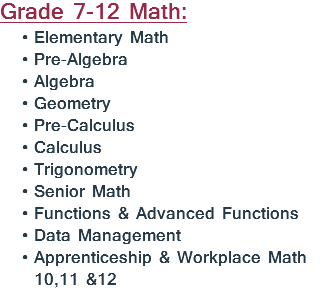 Grade 7-12 Math:
• Elementary Math
• Pre-Algebra
• Algebra
• Geometry
• Pre-Calculus
• Calculus
• Trigonometry
• Senior Math
• Functions & Advanced Functions
• Data Management
• Apprenticeship & Workplace Math
10,11 &12